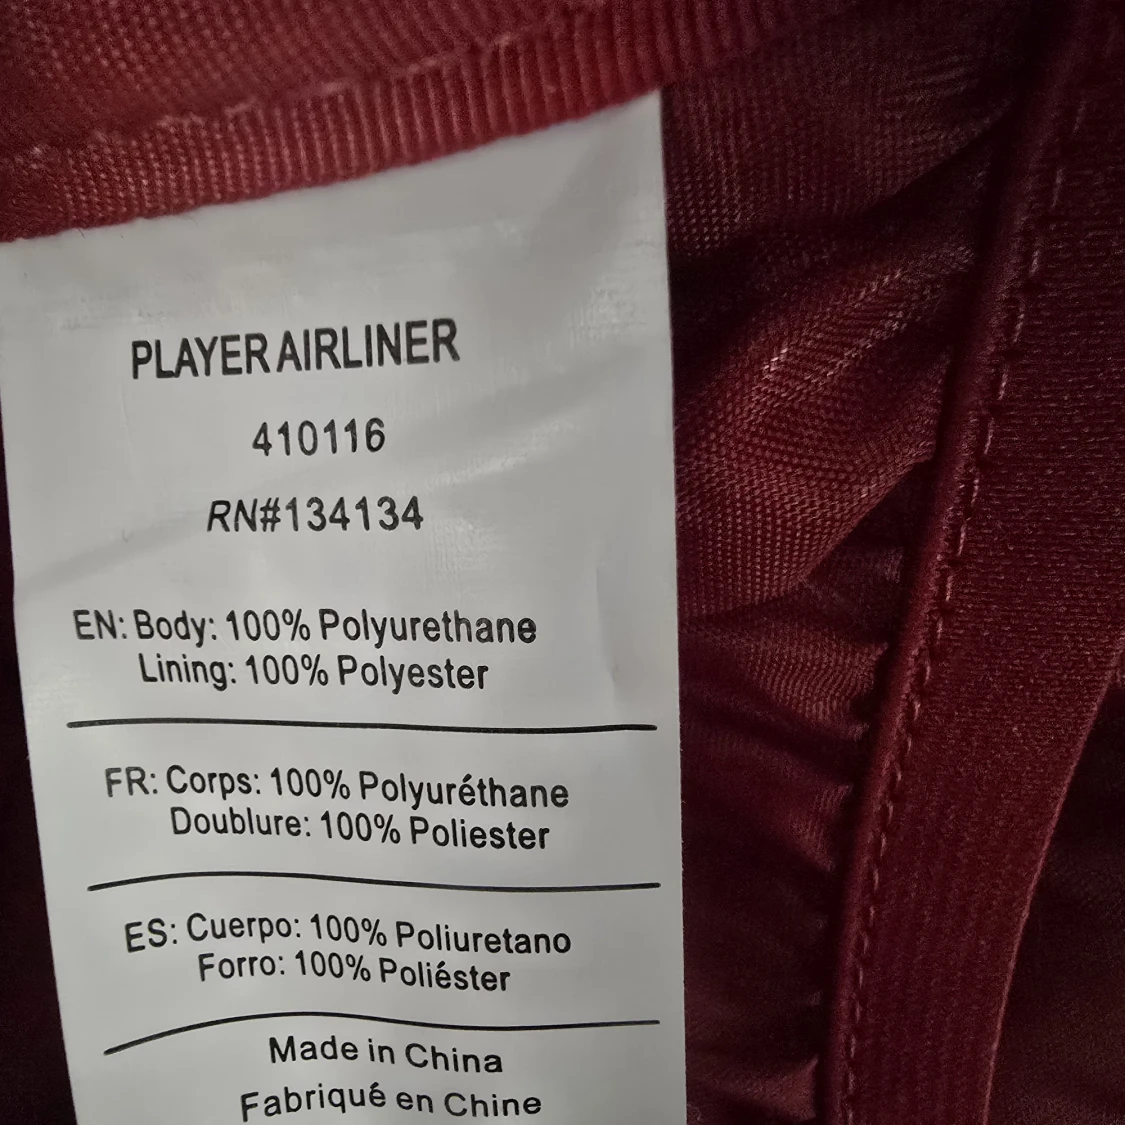 PLAYER AIRLINER
410116
RN#134134
EN: Body: 100% Polyurethane
Lining: 100% Polyester
FR: Corps: 100% Polyuréthane
Doublure: 100% Poliester
ES: Cuerpo: 100% Poliuretano
Forro: 100% Poliéster
Made in China
Fabriqué en Chine